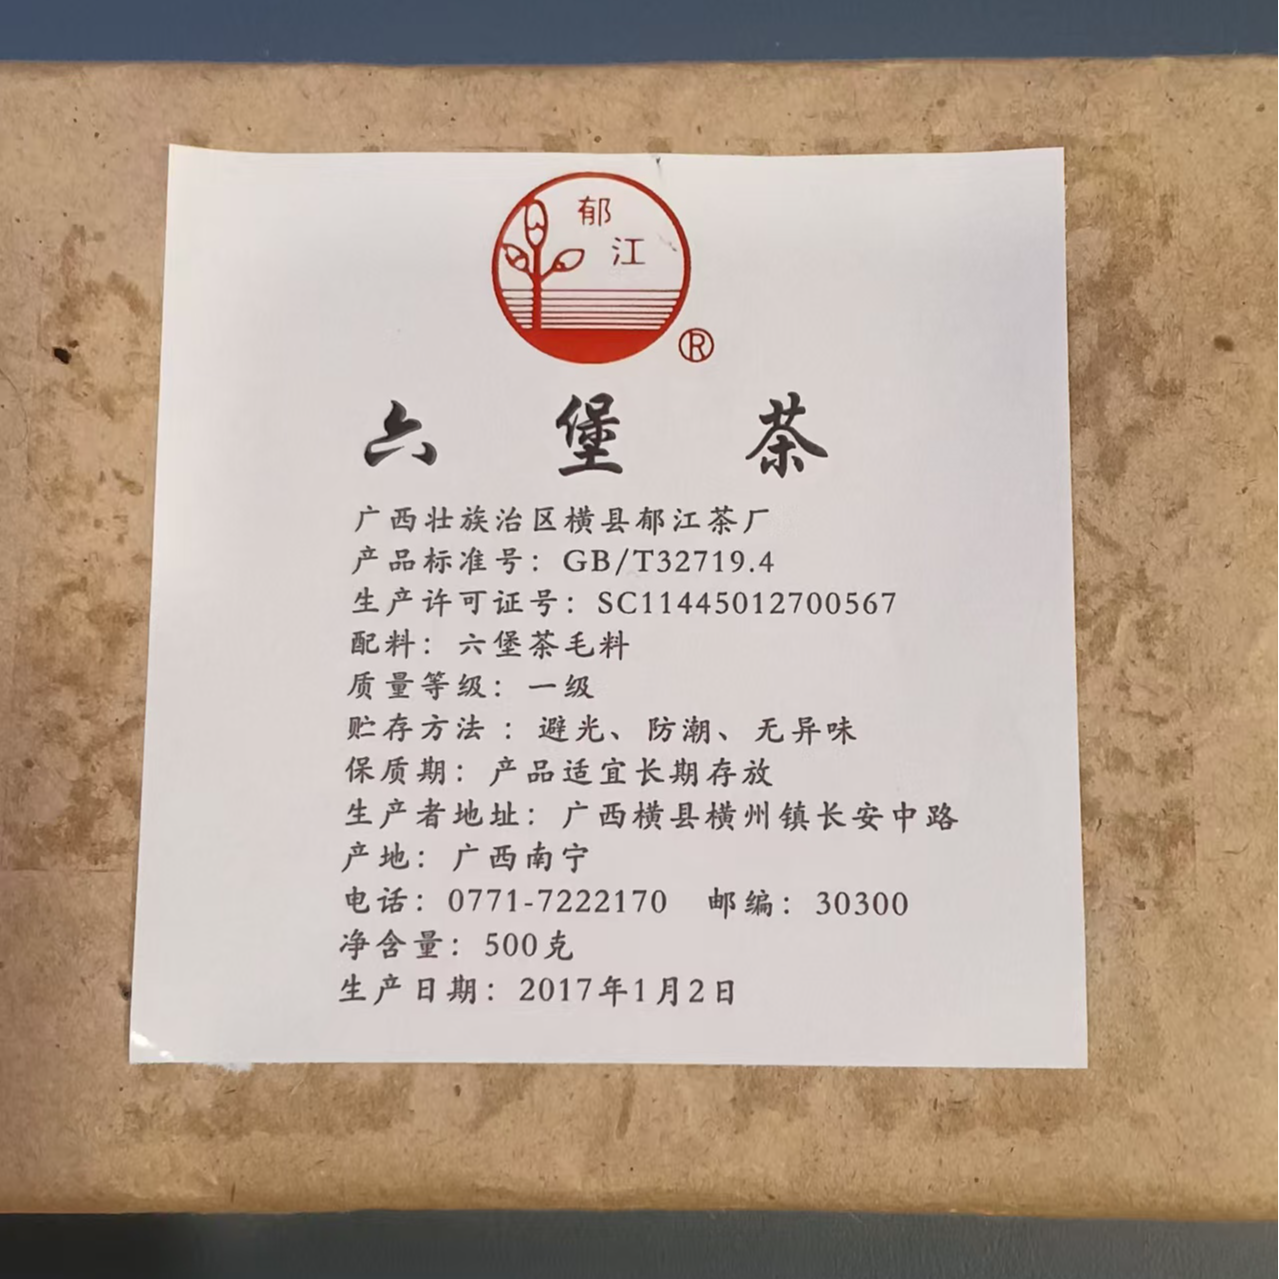 郁
江
®
六堡茶
广西壮族治区横县郁江茶厂
产品标准号：GB/T32719.4
生产许可证号：SC11445012700567
配料：六堡茶毛料
质量等级：一级
贮存方法：避光、防潮、无异味
保质期：产品适宜长期存放
生产者地址：广西横县横州镇长安中路
产地：广西南宁
电话：0771-7222170 邮编：30300
净含量：500克
生产日期：2017年1月2日